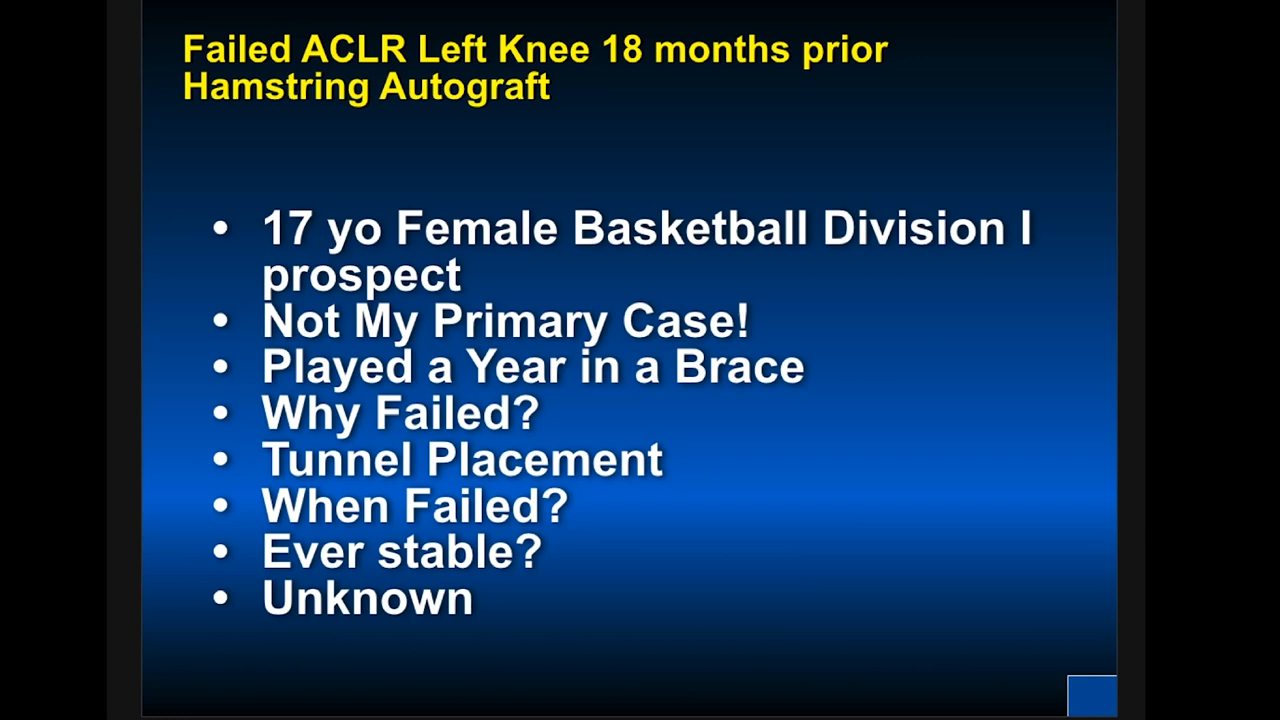 Failed ACLR Left Knee 18 months prior
Hamstring Autograft
• 17 yo Female Basketball Division I
prospect
• Not My Primary Case!
• Played a Year in a Brace
• Why Failed?
• Tunnel Placement
• When Failed?
• Ever stable?
• Unknown